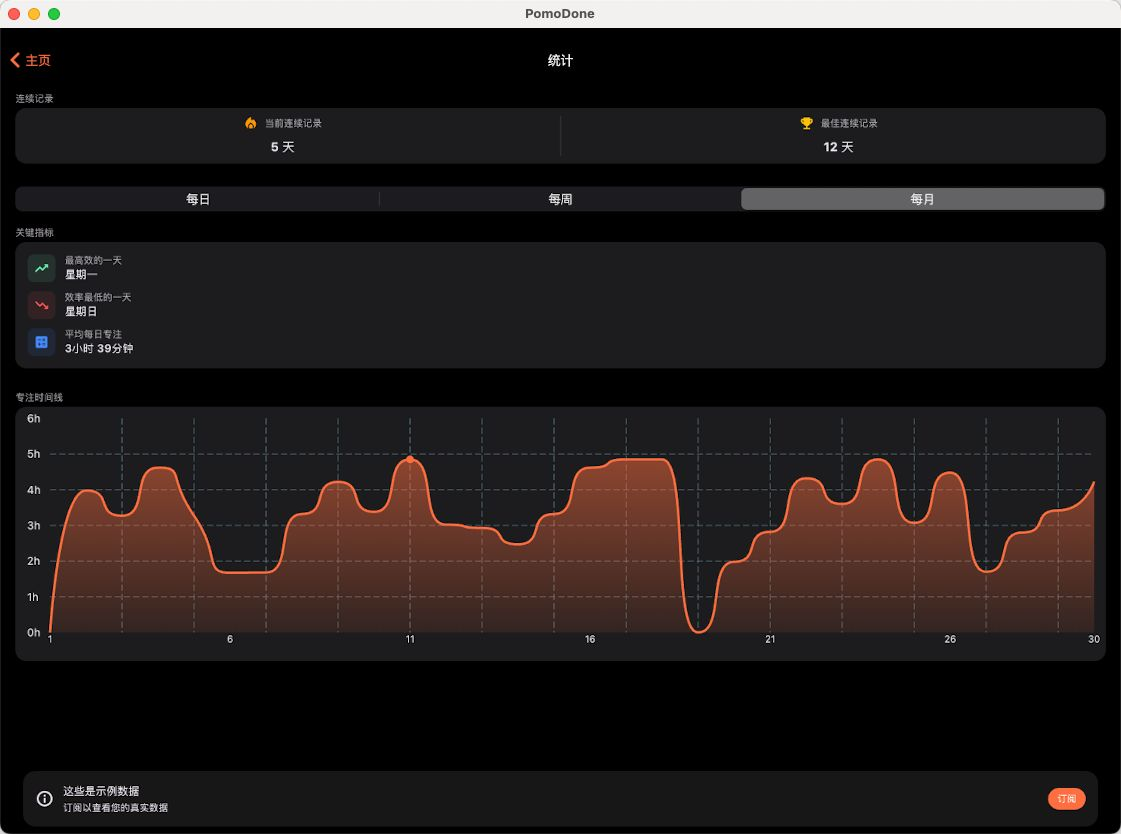 PomoDone
主页
统计
连续记录
当前连续记录
5 天
最佳连续记录
12 天
每日
每周
每月
关键指标
最高效的一天
星期一
效率最低的一天
星期日
平均每日专注
3小时 39分钟
专注时间线
6h
5h
4h
3h
2h
1h
0h
1 6 11 16 21 26 30
这些是示例数据
订阅以查看您的真实数据
订阅